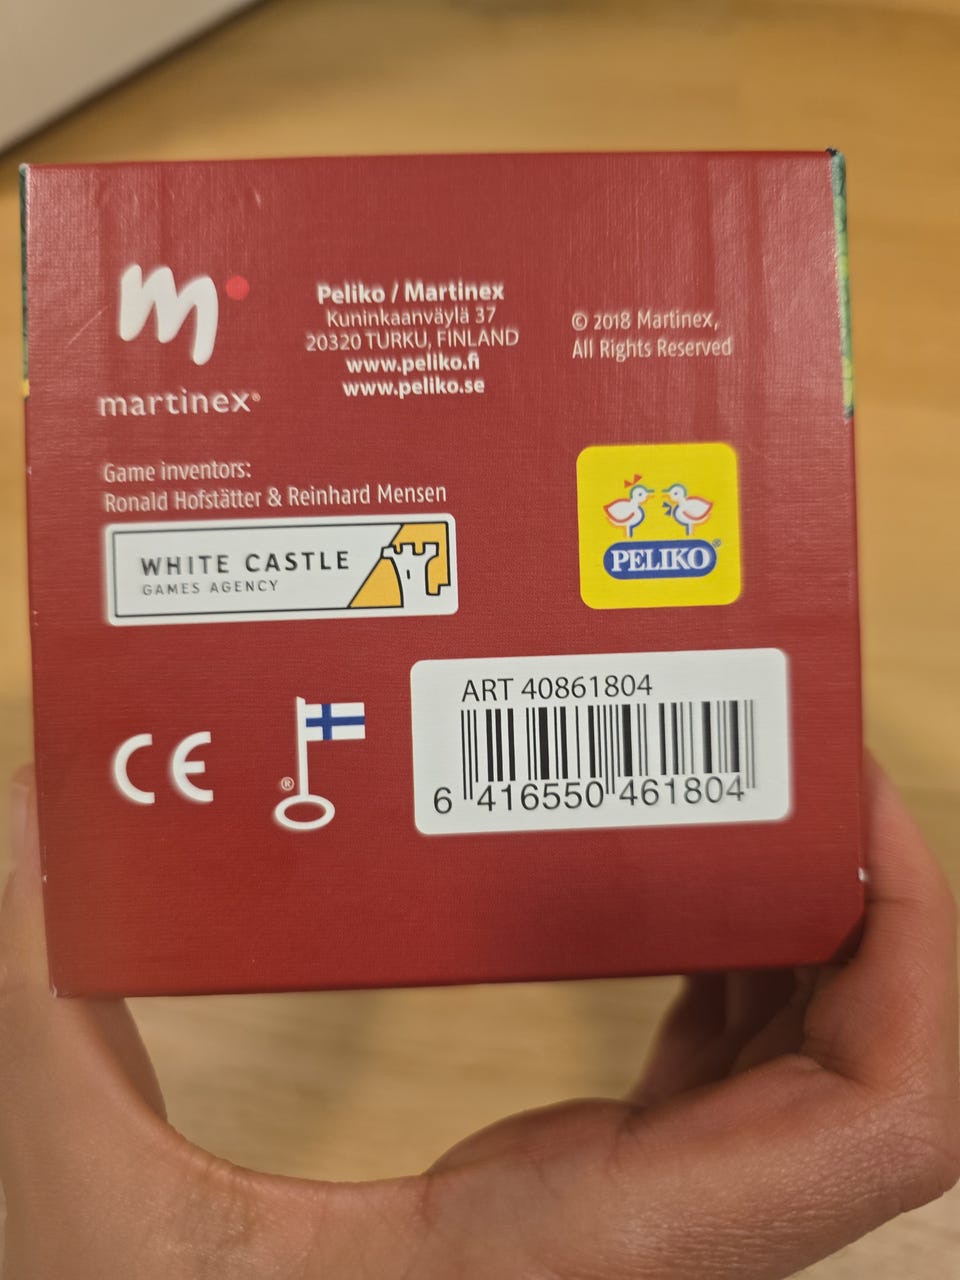 m
martinex®
Peliko / Martinex
Kuninkaanväylä 37
20320 TURKU, FINLAND
www.peliko.fi
www.peliko.se
© 2018 Martinex,
All Rights Reserved
Game inventors:
Ronald Hofstätter & Reinhard Mensen
WHITE CASTLE
GAMES AGENCY
PELIKO®
CE
®
ART 40861804
6 416550 461804